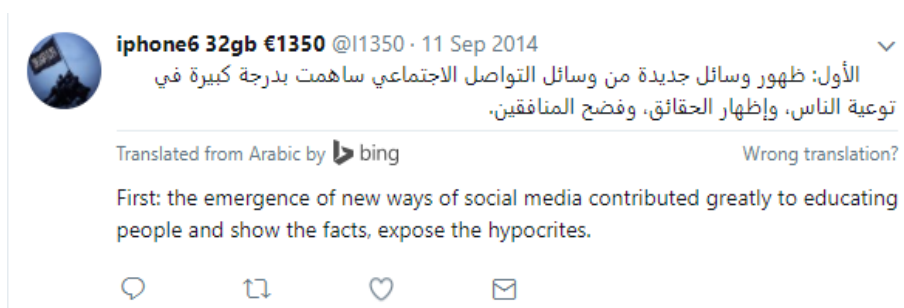 iphone6 32gb €1350 @I1350 · 11 Sep 2014
الأول: ظهور وسائل جديدة من وسائل التواصل الاجتماعي ساهمت بدرجة كبيرة في
توعية الناس، وإظهار الحقائق، وفضح المنافقين.
Translated from Arabic by bing
Wrong translation?
First: the emergence of new ways of social media contributed greatly to educating
people and show the facts, expose the hypocrites.